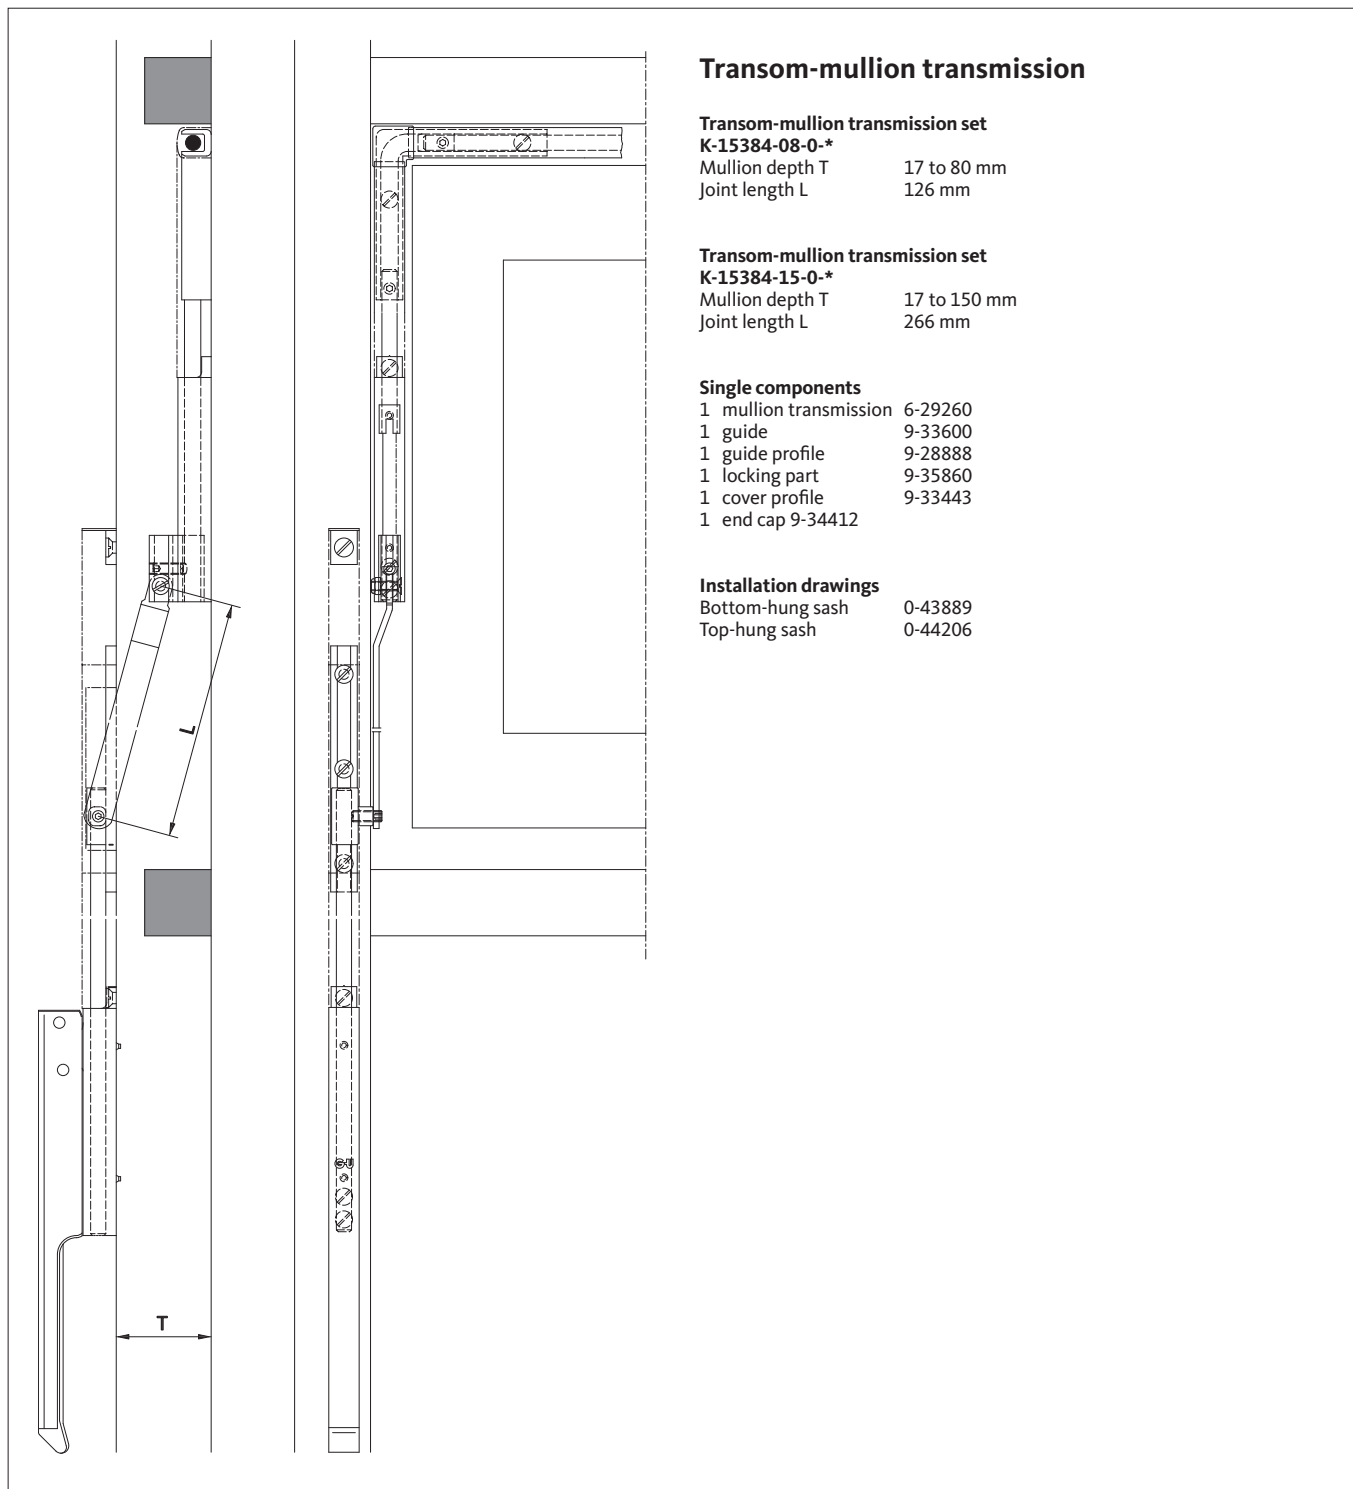 Transom-mullion transmission
Transom-mullion transmission set
K-15384-08-0-*
Mullion depth T 17 to 80 mm
Joint length L 126 mm
Transom-mullion transmission set
K-15384-15-0-*
Mullion depth T 17 to 150 mm
Joint length L 266 mm
Single components
1 mullion transmission 6-29260
1 guide 9-33600
1 guide profile 9-28888
1 locking part 9-35860
1 cover profile 9-33443
1 end cap 9-34412
Installation drawings
Bottom-hung sash 0-43889
Top-hung sash 0-44206
L
G-U
T